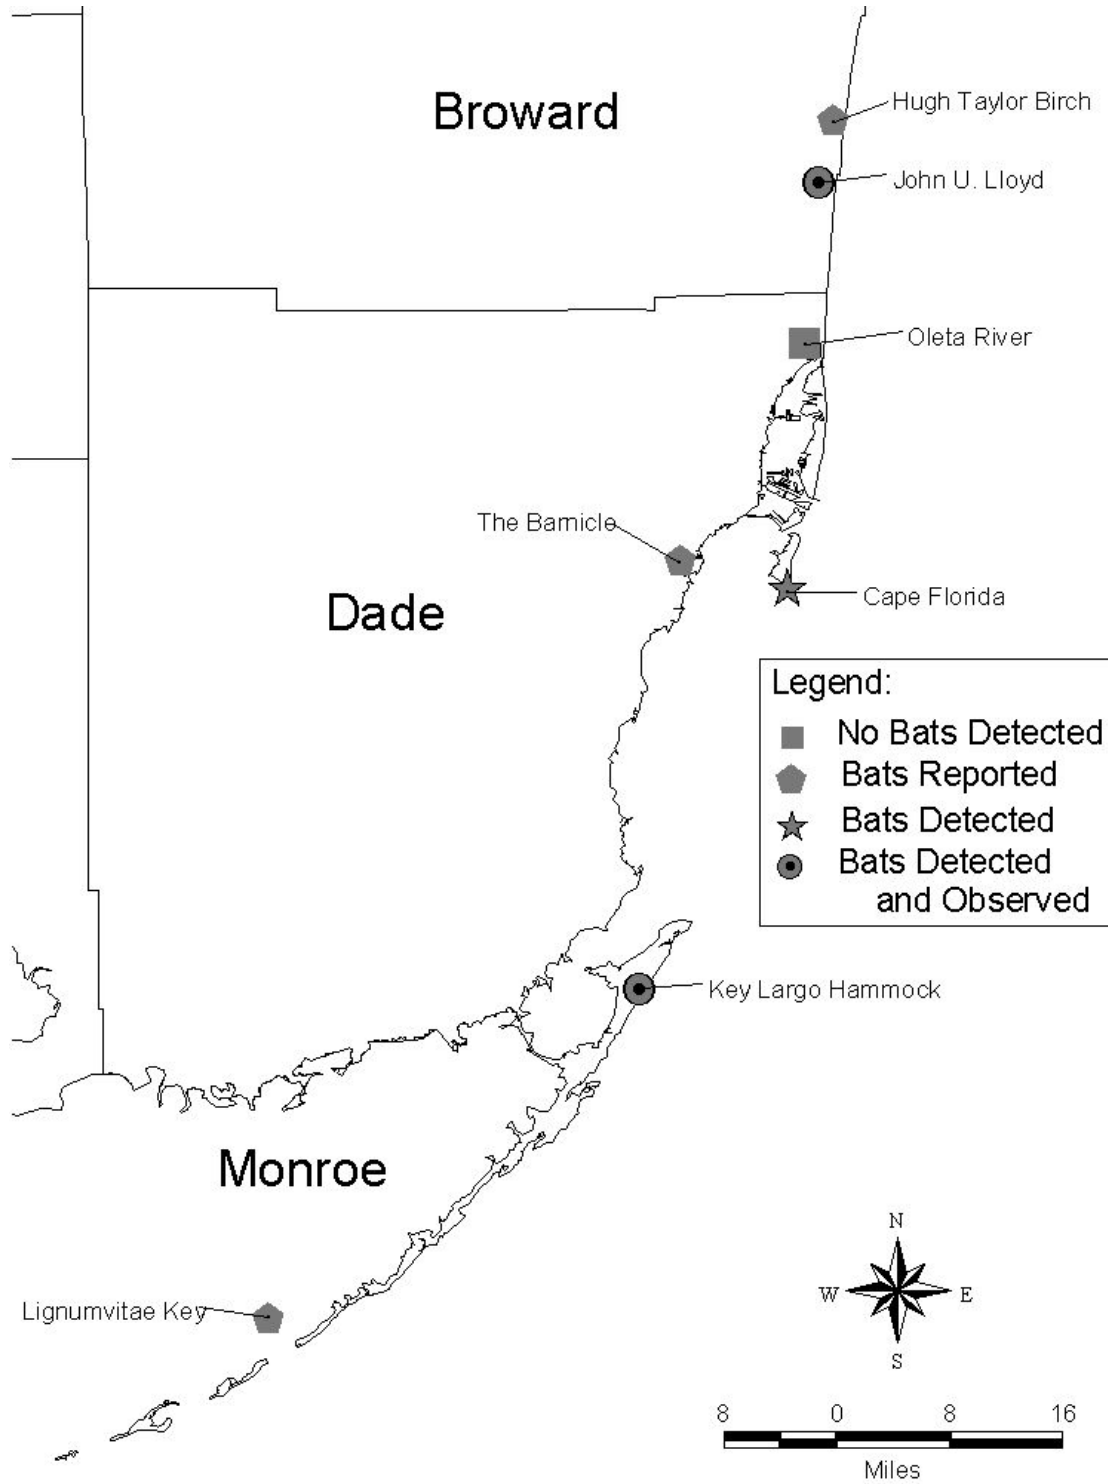 Broward
Hugh Taylor Birch
John U. Lloyd
Oleta River
The Barnicle
Cape Florida
Dade
Legend:
No Bats Detected
Bats Reported
Bats Detected
Bats Detected
and Observed
Key Largo Hammock
Monroe
N
W E
S
Lignumvitae Key
8 0 8 16
Miles